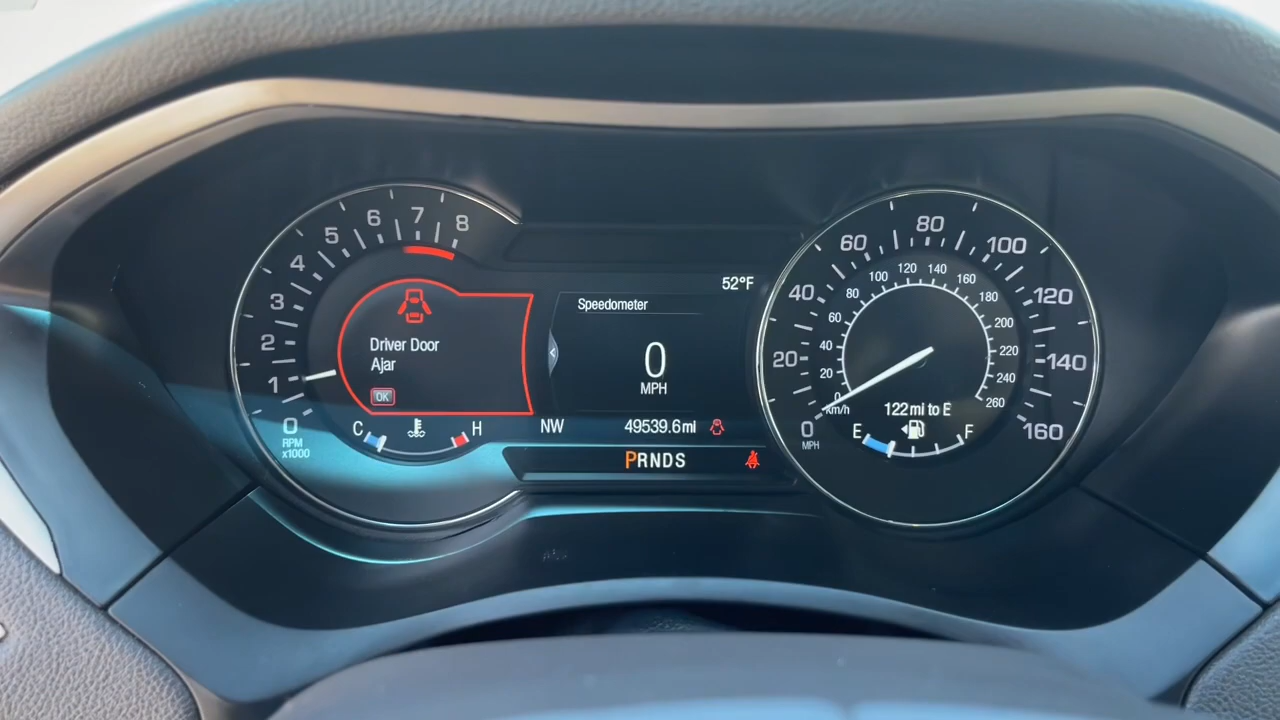 0
1
2
3
4
5
6
7
8
RPM
x1000
Driver Door
Ajar
OK
C
H
52°F
Speedometer
0
MPH
NW
49539.6mi
PRNDS
0
20
40
60
80
100
120
140
160
MPH
0
20
40
60
80
100
120
140
160
180
200
220
240
260
km/h
122mi to E
E
F